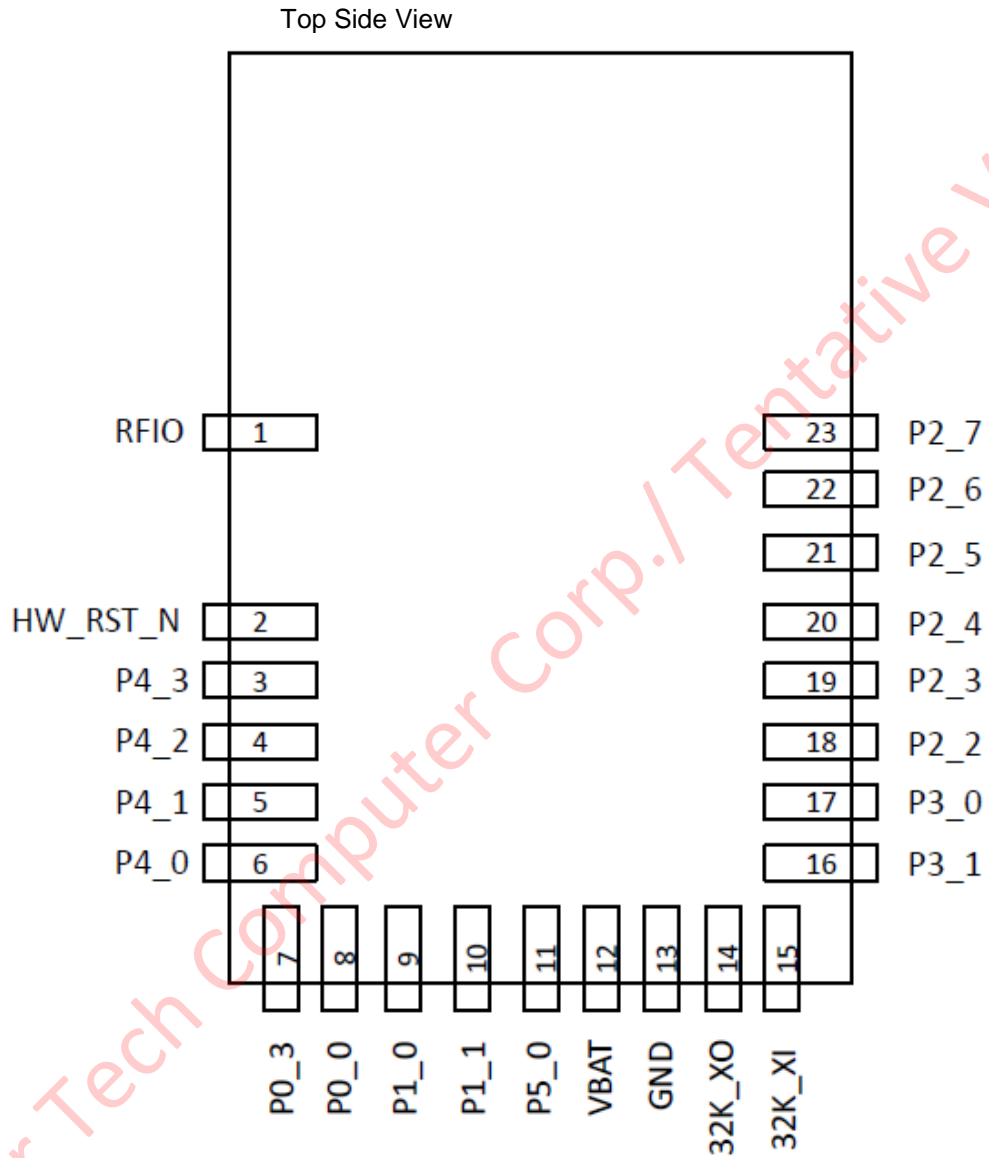 Top Side View
RFIO 1 23 P2_7
22 P2_6
21 P2_5
HW_RST_N 2 20 P2_4
P4_3 3 19 P2_3
P4_2 4 18 P2_2
P4_1 5 17 P3_0
P4_0 6 16 P3_1
7 8 9 10 11 12 13 14 15
P0_3 P0_0 P1_0 P1_1 P5_0 VBAT GND 32K_XO 32K_XI
Tech Computer Corp./ Tentative